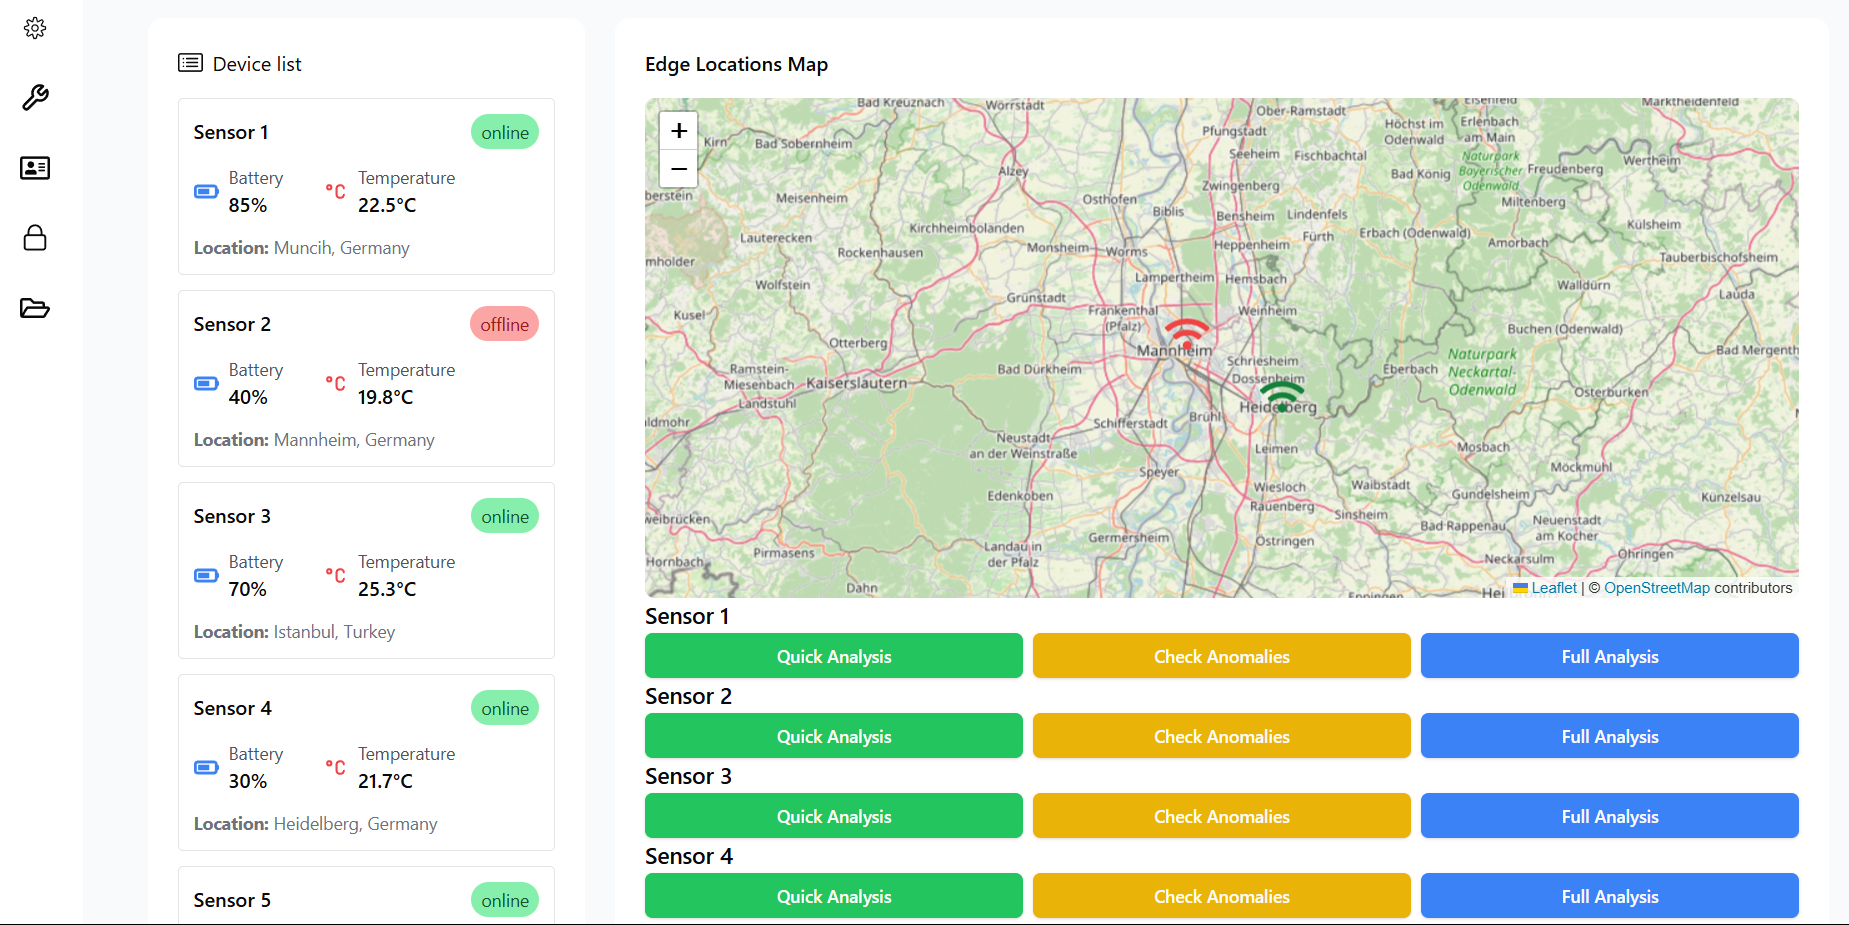 Device list
Sensor 1
online
Battery
85%
°C
Temperature
22.5°C
Location: Muncih, Germany
Sensor 2
offline
Battery
40%
°C
Temperature
19.8°C
Location: Mannheim, Germany
Sensor 3
online
Battery
70%
°C
Temperature
25.3°C
Location: Istanbul, Turkey
Sensor 4
online
Battery
30%
°C
Temperature
21.7°C
Location: Heidelberg, Germany
Sensor 5
online
Edge Locations Map
+
−
Bad Kreuznach
Worrstadt
Ober-Ramstadt
Marktheidenfeld
Kirn
Bad Sobernheim
Pfungstadt
Höchst im
Odenwald
Erlenbach
am Main
Alzey
Seeheim
Fischbachtal
Naturpark
Bayerischer
Odenwald
Wertheim
Freudenberg
Bad König
Meisenheim
Osthofen
Zwingenberg
Miltenberg
Biblis
Bensheim
Lindenfels
Külsheim
Kirchheimbolanden
Lauterecken
Rockenhausen
Monsheim
Worms
Heppenheim
Fürth
Erbach (Odenwald)
Amorbach
Tauberbischofsheim
Wolfstein
Lampertheim
Hemsbach
Walldürn
Lauda
Grünstadt
Kusel
Frankenthal
(Pfalz)
Weinheim
Buchen (Odenwald)
Otterberg
Mannheim
Schriesheim
Naturpark
Neckartal-
Odenwald
Bad Mergenth
Ramstein-
Miesenbach
Kaiserslautern
Bad Dürkheim
Dossenheim
Eberbach
Landstuhl
Osterburken
Heidelberg
Brühl
Schifferstadt
Neustadt
an der Weinstraße
Leimen
Mosbach
Speyer
Möckmühl
Edenkoben
Wiesloch
Waibstadt
Gundelsheim
Rauenberg
Sinsheim
Künzelsau
weibrücken
Bad Rappenau
Neuenstadt
am Kocher
Germersheim
Östringen
Pirmasens
Landau in
der Pfalz
Öhringen
Hornbach
Neckarsulm
Dahn
Eppingen
Leaflet | © OpenStreetMap contributors
Sensor 1
Quick Analysis
Check Anomalies
Full Analysis
Sensor 2
Quick Analysis
Check Anomalies
Full Analysis
Sensor 3
Quick Analysis
Check Anomalies
Full Analysis
Sensor 4
Quick Analysis
Check Anomalies
Full Analysis